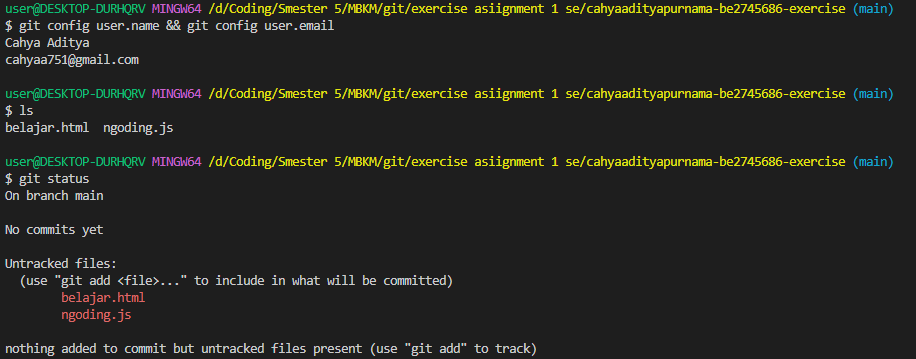 user@DESKTOP-DURHQRV MINGW64 /d/Coding/Smester 5/MBKM/git/exercise asiignment 1 se/cahyaadityapurnama-be2745686-exercise (main)
$ git config user.name && git config user.email
Cahya Aditya
cahyaa751@gmail.com

user@DESKTOP-DURHQRV MINGW64 /d/Coding/Smester 5/MBKM/git/exercise asiignment 1 se/cahyaadityapurnama-be2745686-exercise (main)
$ ls
belajar.html  ngoding.js

user@DESKTOP-DURHQRV MINGW64 /d/Coding/Smester 5/MBKM/git/exercise asiignment 1 se/cahyaadityapurnama-be2745686-exercise (main)
$ git status
On branch main

No commits yet

Untracked files:
  (use "git add <file>..." to include in what will be committed)
        belajar.html
        ngoding.js

nothing added to commit but untracked files present (use "git add" to track)